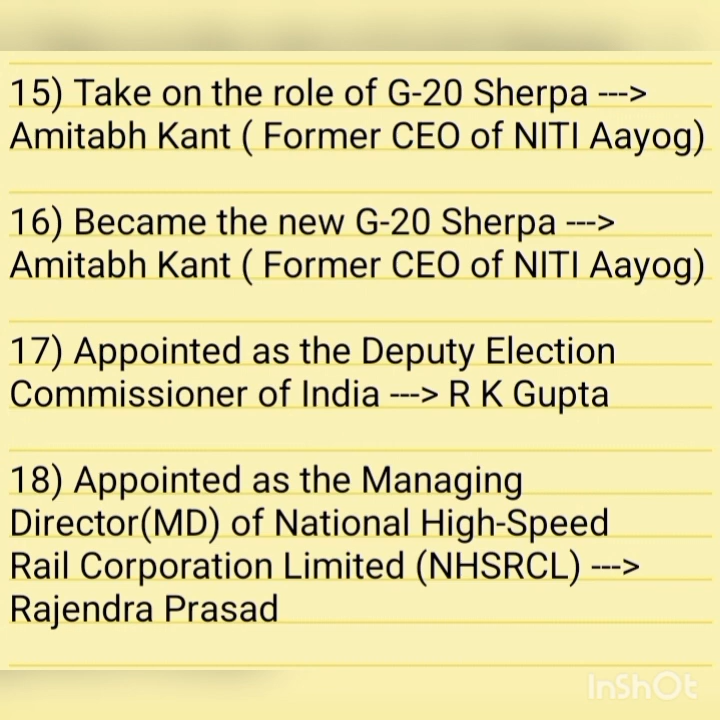 15) Take on the role of G-20 Sherpa --->
Amitabh Kant ( Former CEO of NITI Aayog)
16) Became the new G-20 Sherpa --->
Amitabh Kant ( Former CEO of NITI Aayog)
17) Appointed as the Deputy Election
Commissioner of India ---> R K Gupta
18) Appointed as the Managing
Director(MD) of National High-Speed
Rail Corporation Limited (NHSRCL) --->
Rajendra Prasad
InShOt